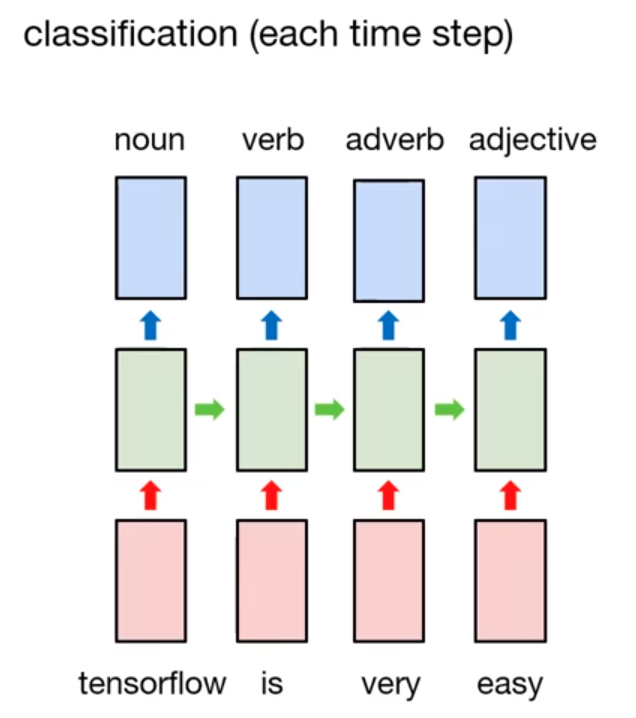 classification (each time step)
noun verb adverb adjective
tensorflow is very easy